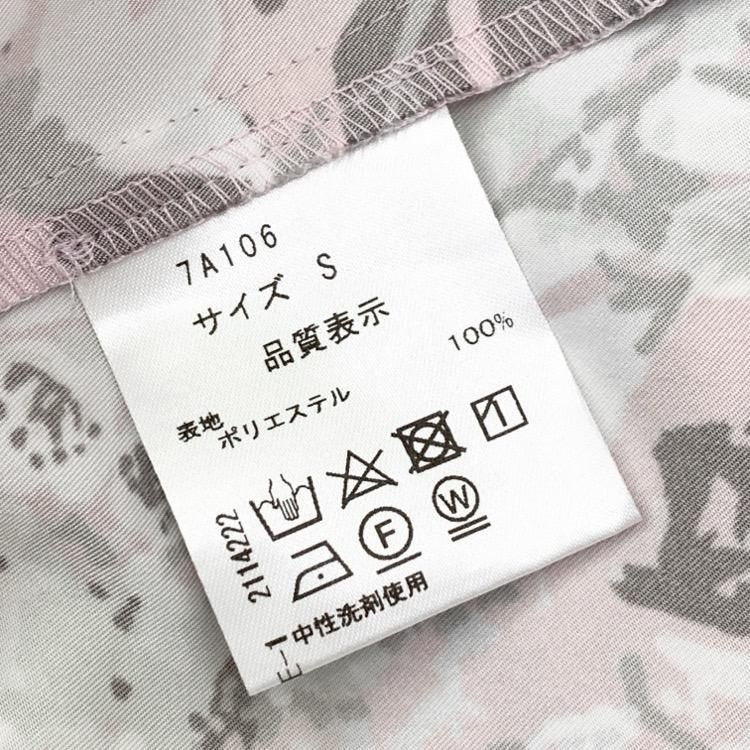 7A106
サイズ S
品質表示
表地
ポリエステル 100%
F W
2114222
中性洗剤使用
E-1